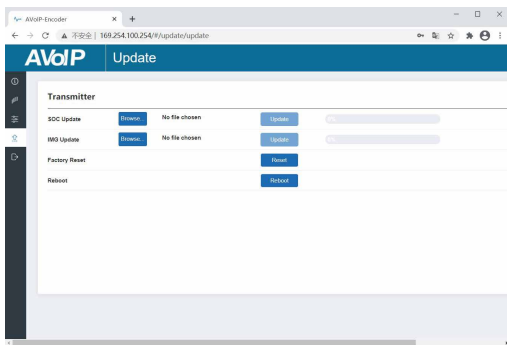 AVoIP-Encoder
不安全 | 169.254.100.254/#/update/update
AVoIP Update
Transmitter
SOC Update Browse... No file chosen Update
IMG Update Browse... No file chosen Update
Factory Reset Reset
Reboot Reboot